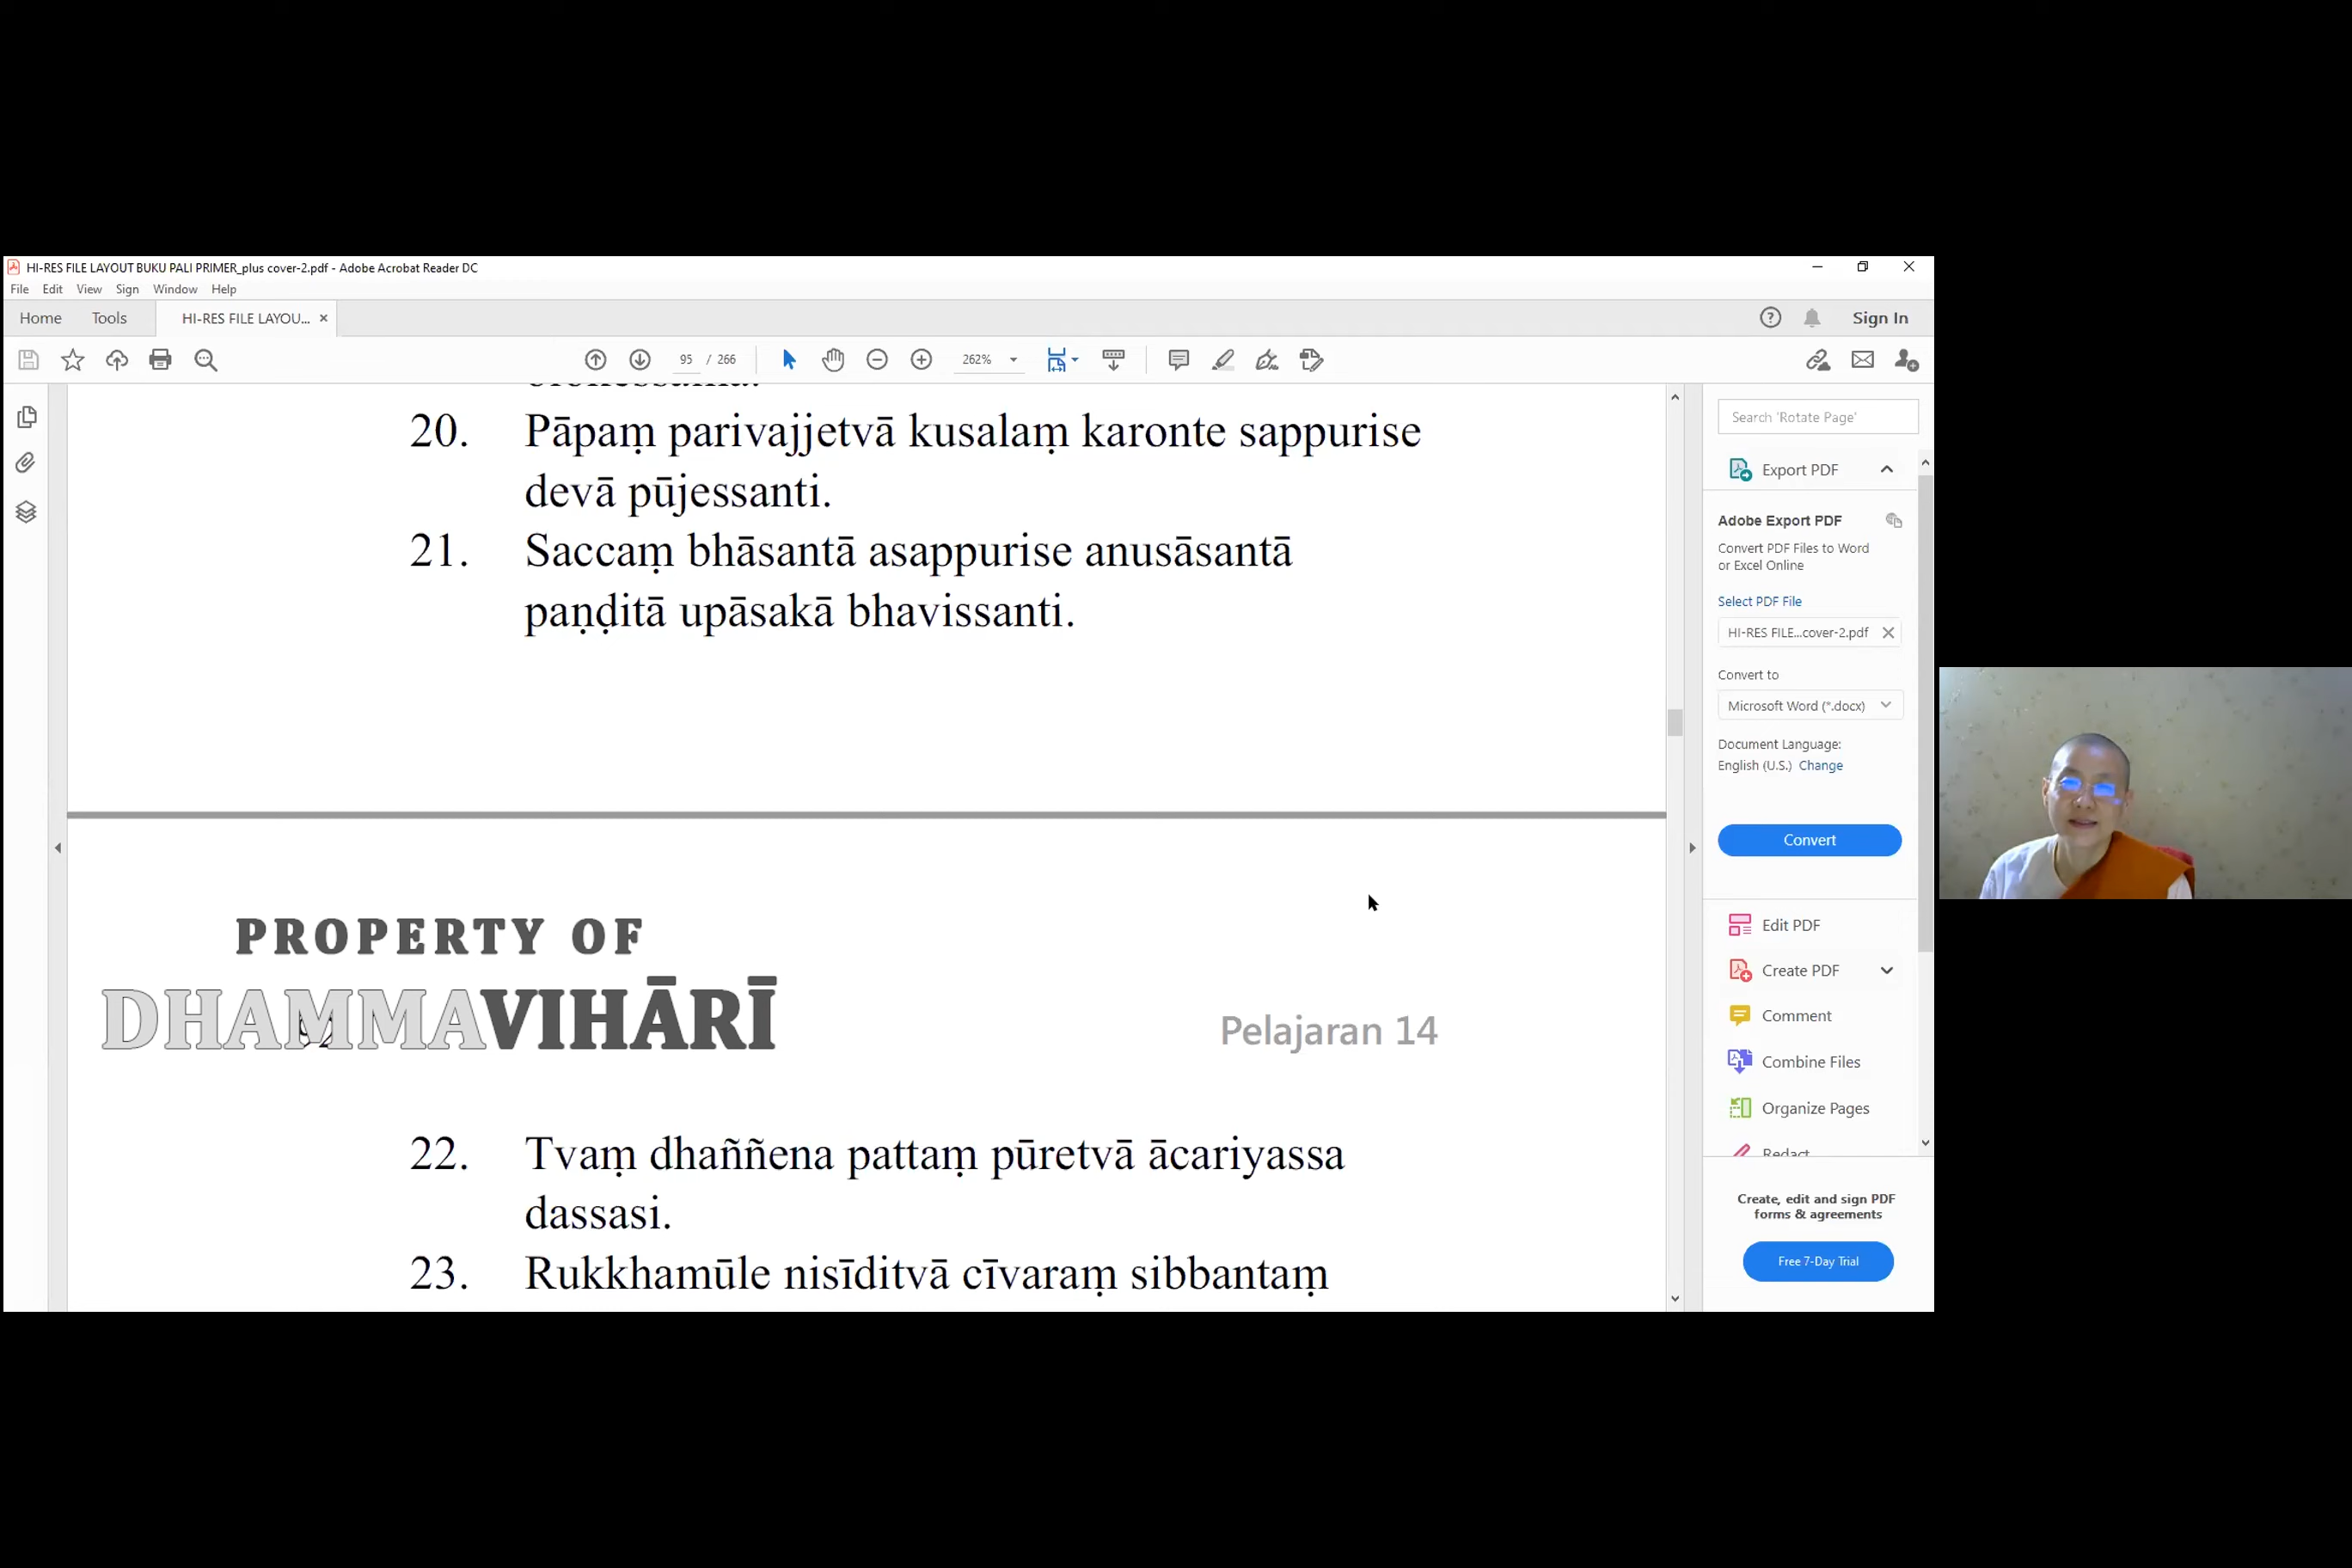 HI-RES FILE LAYOUT BUKU PALI PRIMER_plus cover-2.pdf - Adobe Acrobat Reader DC
File Edit View Sign Window Help
Home Tools HI-RES FILE LAYOU... × Sign In
95 / 266 262%
20. Pāpaṃ parivajjetvā kusalaṃ karonte sappurise
devā pūjessanti.
21. Saccaṃ bhāsantā asappurise anusāsantā
paṇḍitā upāsakā bhavissanti.
PROPERTY OF
DHAMMAVIHĀRĪ
Pelajaran 14
22. Tvaṃ dhaññena pattaṃ pūretvā ācariyassa
dassasi.
23. Rukkhamūle nisīditvā cīvaraṃ sibbantaṃ
Search 'Rotate Page'
Export PDF
Adobe Export PDF
Convert PDF Files to Word
or Excel Online
Select PDF File
HI-RES FILE...cover-2.pdf
Convert to
Microsoft Word (*.docx)
Document Language:
English (U.S.) Change
Convert
Edit PDF
Create PDF
Comment
Combine Files
Organize Pages
Redact
Create, edit and sign PDF
forms & agreements
Free 7-Day Trial